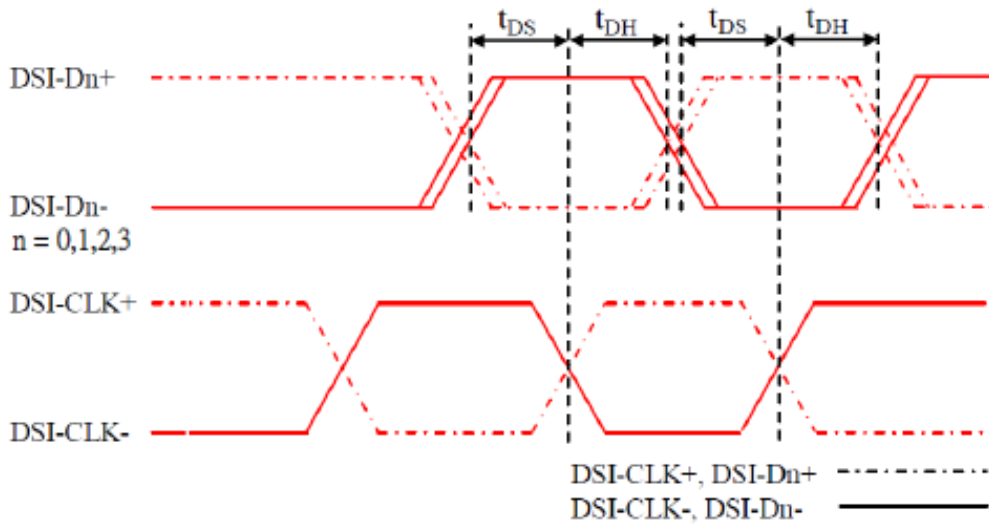 tDS tDH tDS tDH
DSI-Dn+
DSI-Dn-
n = 0,1,2,3
DSI-CLK+
DSI-CLK-
DSI-CLK+, DSI-Dn+
DSI-CLK-, DSI-Dn-